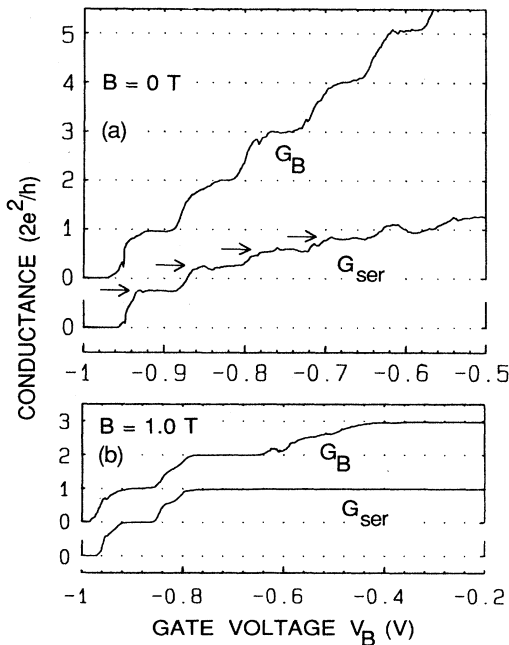 5
B = 0 T
4
(a)
3
G_B
2
1
0
G_ser
0
-1 -0.9 -0.8 -0.7 -0.6 -0.5
CONDUCTANCE (2e²/h)
3
B = 1.0 T
2
(b)
G_B
1
0
G_ser
0
-1 -0.8 -0.6 -0.4 -0.2
GATE VOLTAGE V_B (V)